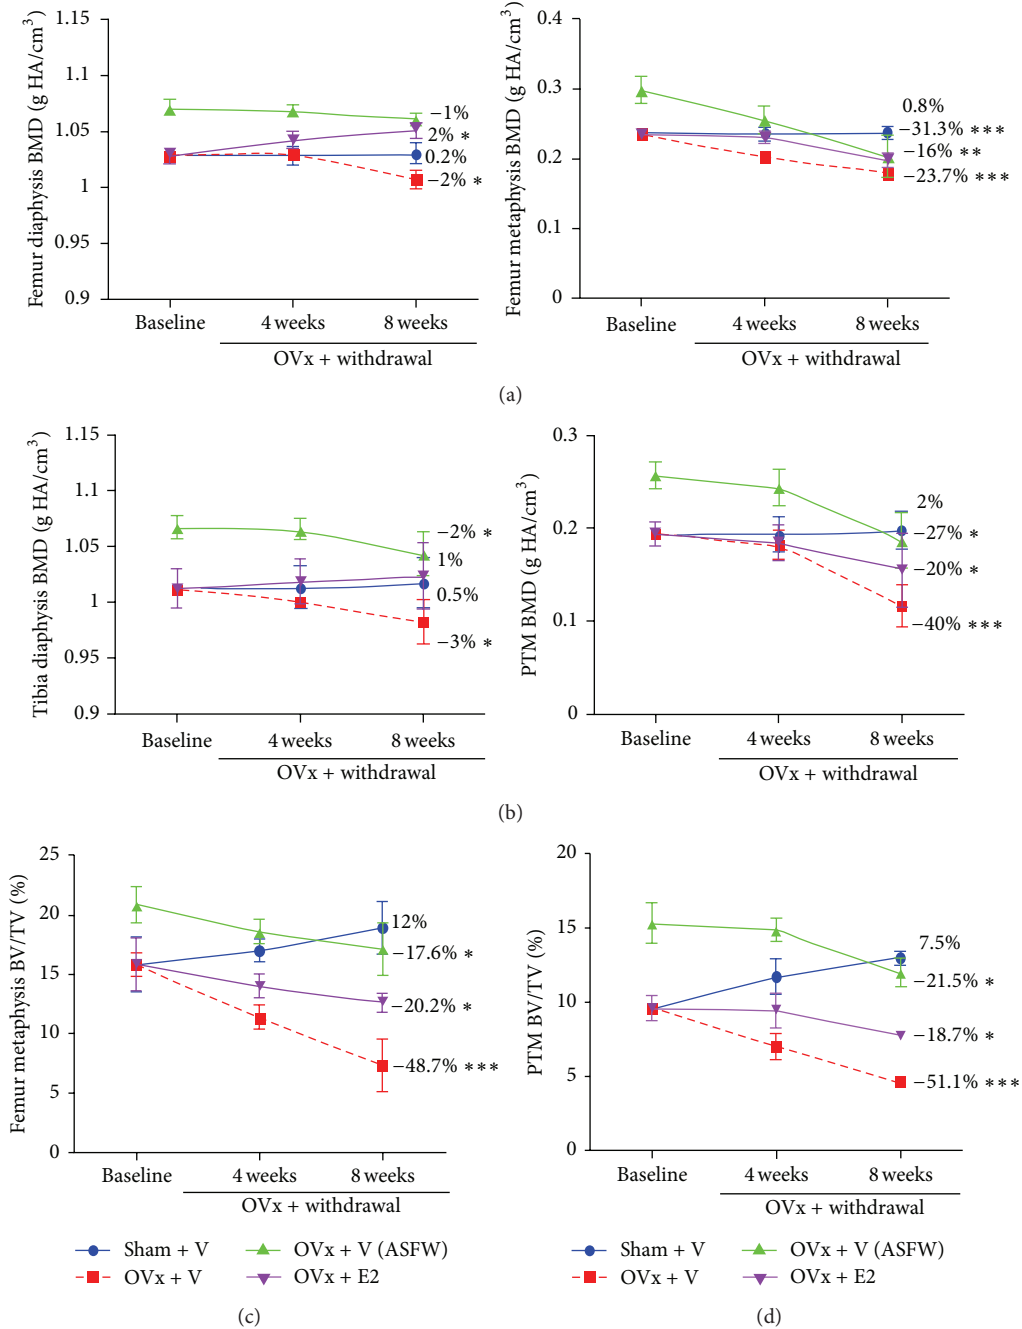 Femur diaphysis BMD (g HA/cm³)
1.15
1.1
1.05
1
0.95
0.9
−1%
2% ∗
0.2%
−2% ∗
Baseline 4 weeks 8 weeks
OVx + withdrawal
Femur metaphysis BMD (g HA/cm³)
0.4
0.3
0.2
0.1
0
0.8%
−31.3% ∗∗∗
−16% ∗∗
−23.7% ∗∗∗
Baseline 4 weeks 8 weeks
OVx + withdrawal
(a)
Tibia diaphysis BMD (g HA/cm³)
1.15
1.1
1.05
1
0.95
0.9
−2% ∗
1%
0.5%
−3% ∗
Baseline 4 weeks 8 weeks
OVx + withdrawal
PTM BMD (g HA/cm³)
0.3
0.2
0.1
0
2%
−27% ∗
−20% ∗
−40% ∗∗∗
Baseline 4 weeks 8 weeks
OVx + withdrawal
(b)
Femur metaphysis BV/TV (%)
25
20
15
10
5
0
12%
−17.6% ∗
−20.2% ∗
−48.7% ∗∗∗
Baseline 4 weeks 8 weeks
OVx + withdrawal
Sham + V OVx + V (ASFW)
OVx + V OVx + E2
(c)
PTM BV/TV (%)
20
15
10
5
0
7.5%
−21.5% ∗
−18.7% ∗
−51.1% ∗∗∗
Baseline 4 weeks 8 weeks
OVx + withdrawal
Sham + V OVx + V (ASFW)
OVx + V OVx + E2
(d)